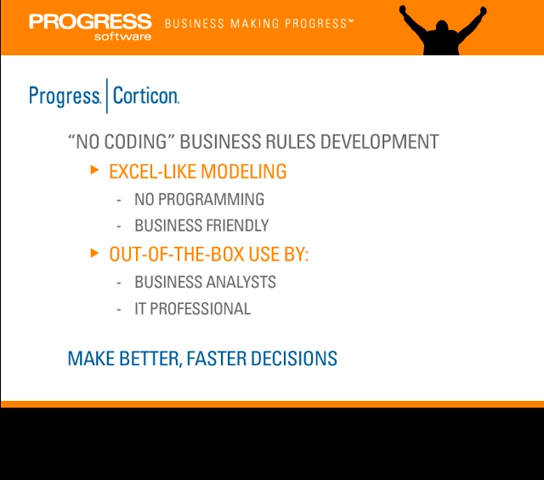 PROGRESS software BUSINESS MAKING PROGRESS™
Progress. Corticon.
“NO CODING” BUSINESS RULES DEVELOPMENT
EXCEL-LIKE MODELING
- NO PROGRAMMING
- BUSINESS FRIENDLY
OUT-OF-THE-BOX USE BY:
- BUSINESS ANALYSTS
- IT PROFESSIONAL
MAKE BETTER, FASTER DECISIONS